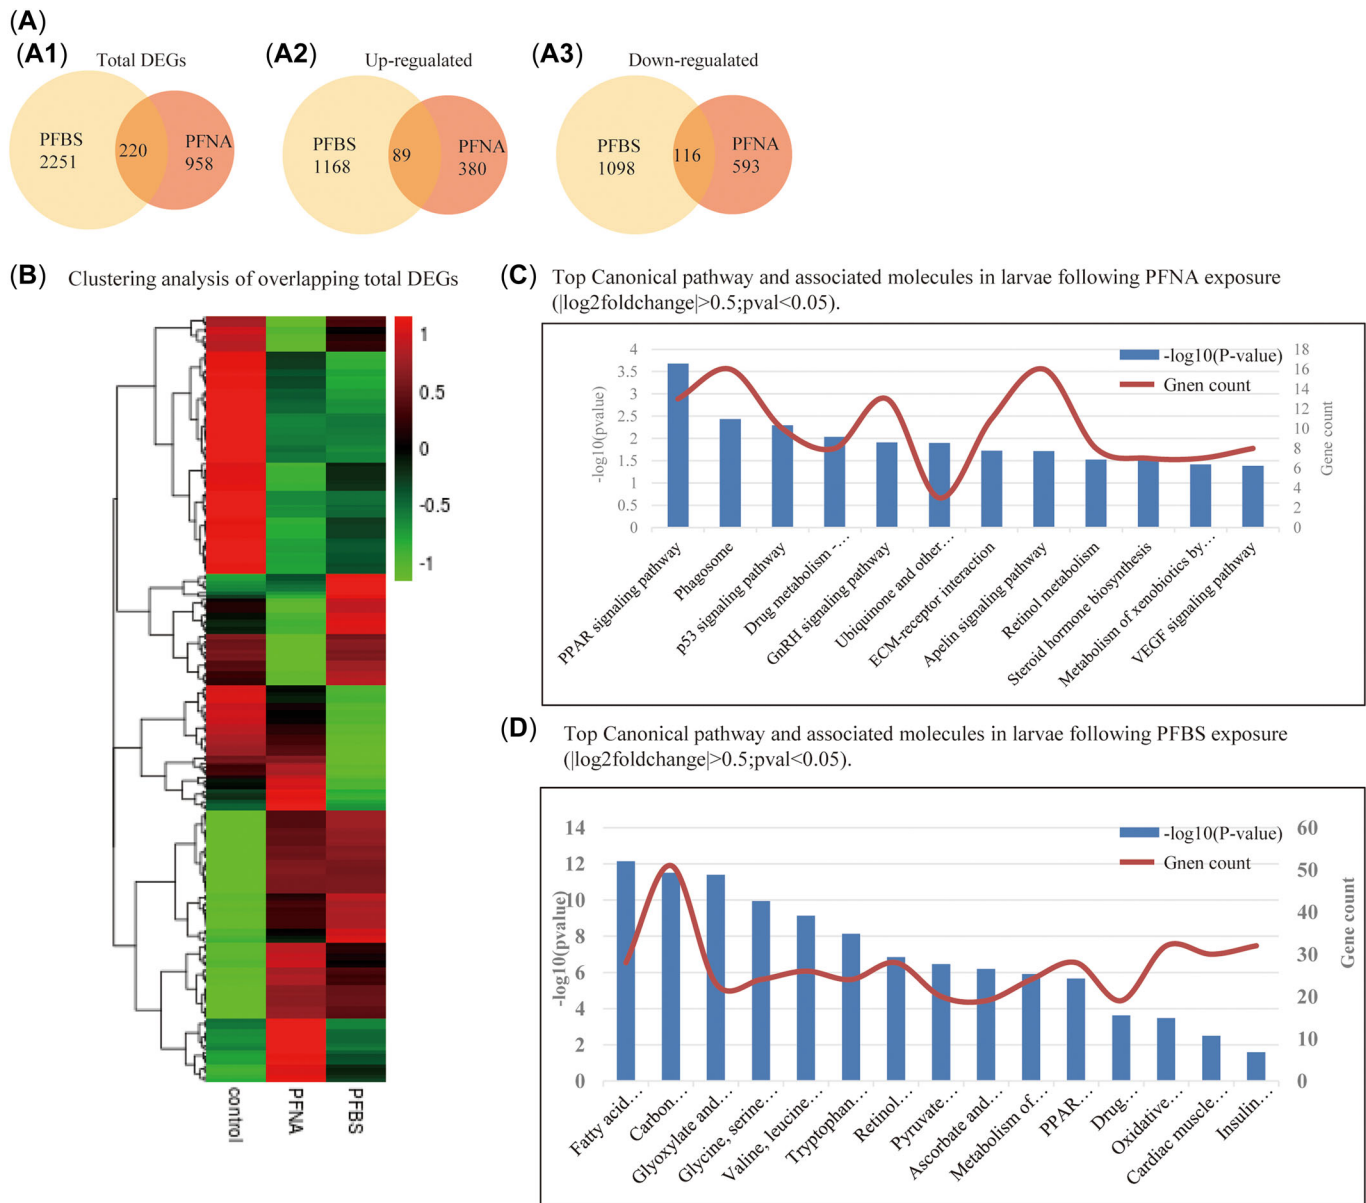 (A)
(A1) Total DEGs
PFBS
2251
220
PFNA
958
(A2) Up-regualated
PFBS
1168
89
PFNA
380
(A3) Down-regualated
PFBS
1098
116
PFNA
593
(B) Clustering analysis of overlapping total DEGs
1
0.5
0
-0.5
-1
control
PFNA
PFBS
(C) Top Canonical pathway and associated molecules in larvae following PFNA exposure
(|log2foldchange|>0.5;pval<0.05).
-log10(P-value)
Gnen count
-log10(pvalue)
4
3.5
3
2.5
2
1.5
1
0.5
0
Gene count
18
16
14
12
10
8
6
4
2
0
PPAR signaling pathway
Phagosome
p53 signaling pathway
Drug metabolism -...
GnRH signaling pathway
Ubiquinone and other...
ECM-receptor interaction
Apelin signaling pathway
Retinol metabolism
Steroid hormone biosynthesis
Metabolism of xenobiotics by...
VEGF signaling pathway
(D) Top Canonical pathway and associated molecules in larvae following PFBS exposure
(|log2foldchange|>0.5;pval<0.05).
-log10(P-value)
Gnen count
-log10(pvalue)
14
12
10
8
6
4
2
0
Gene count
60
50
40
30
20
10
0
Fatty acid...
Carbon...
Glyoxylate and...
Glycine, serine...
Valine, leucine...
Tryptophan...
Retinol...
Pyruvate...
Ascorbate and...
Metabolism of...
PPAR...
Drug...
Oxidative...
Cardiac muscle...
Insulin...